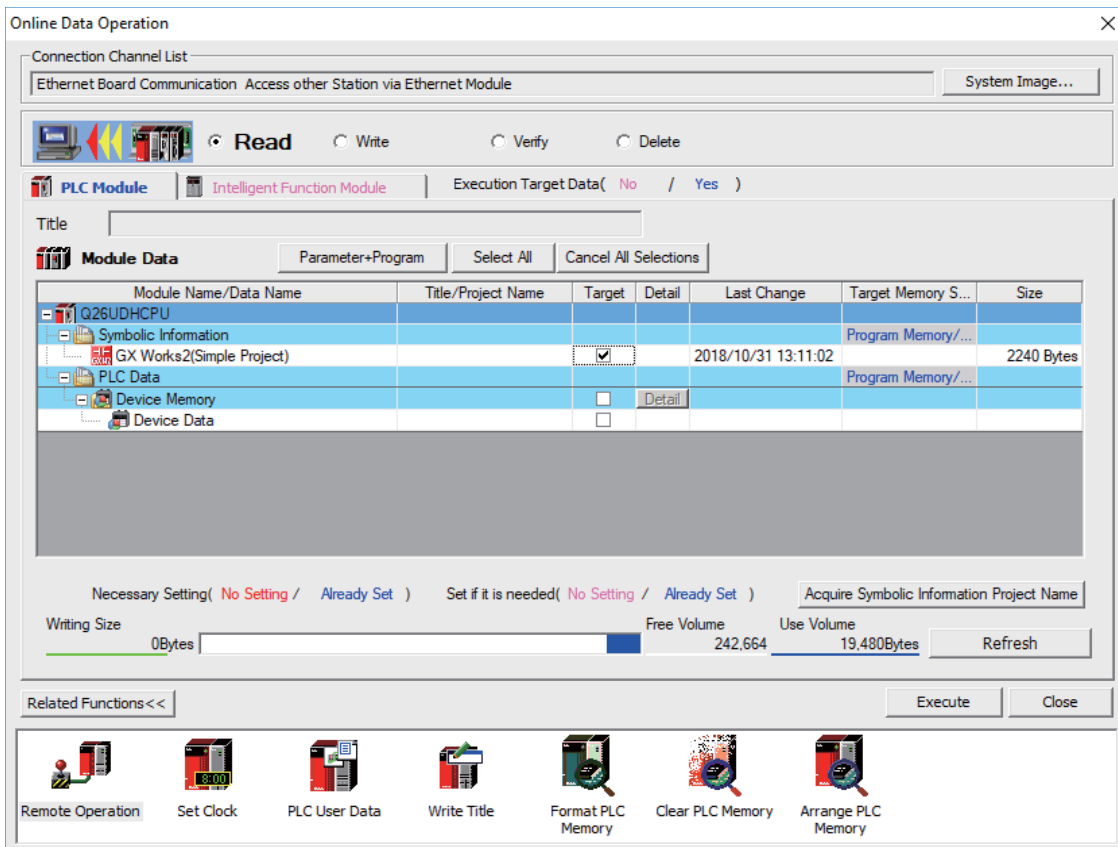 Online Data Operation
Connection Channel List
Ethernet Board Communication Access other Station via Ethernet Module
System Image...
Read Write Verify Delete
PLC Module Intelligent Function Module Execution Target Data( No / Yes )
Title
Module Data Parameter+Program Select All Cancel All Selections
Module Name/Data Name Title/Project Name Target Detail Last Change Target Memory S... Size
Q26UDHCPU
Symbolic Information Program Memory/...
GX Works2(Simple Project) 2018/10/31 13:11:02 2240 Bytes
PLC Data Program Memory/...
Device Memory Detail
Device Data
Necessary Setting( No Setting / Already Set ) Set if it is needed( No Setting / Already Set ) Acquire Symbolic Information Project Name
Writing Size Free Volume Use Volume
0Bytes 242,664 19,480Bytes Refresh
Related Functions<< Execute Close
8:00
Remote Operation Set Clock PLC User Data Write Title Format PLC Memory Clear PLC Memory Arrange PLC Memory